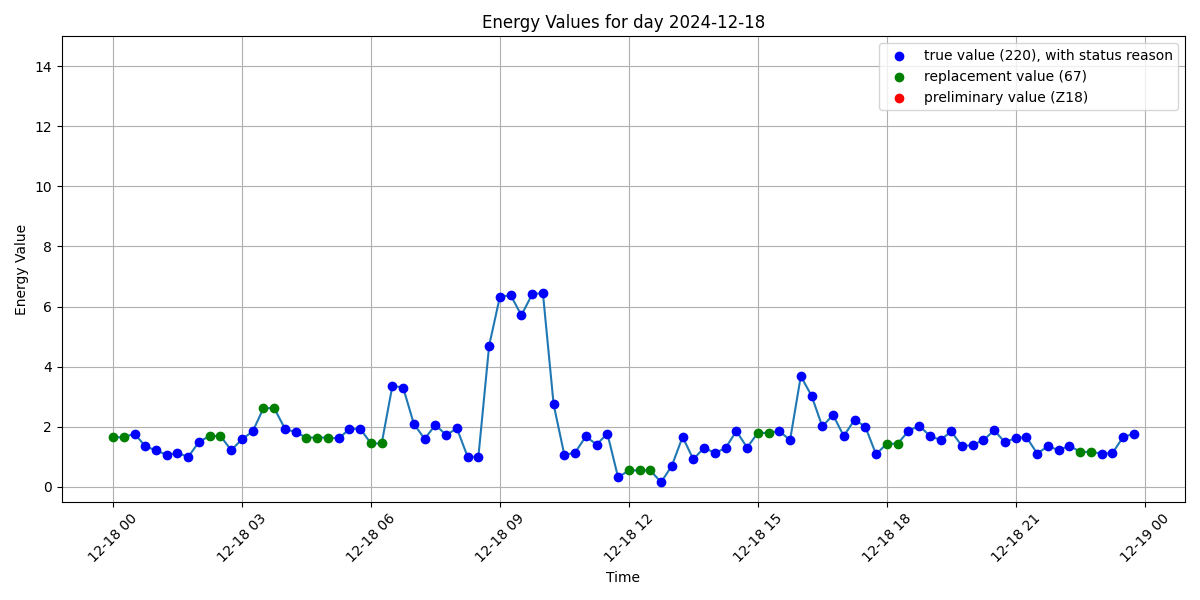 Energy Values for day 2024-12-18
true value (220), with status reason
replacement value (67)
preliminary value (Z18)
Energy Value
14
12
10
8
6
4
2
0
12-18 00
12-18 03
12-18 06
12-18 09
12-18 12
12-18 15
12-18 18
12-18 21
12-19 00
Time